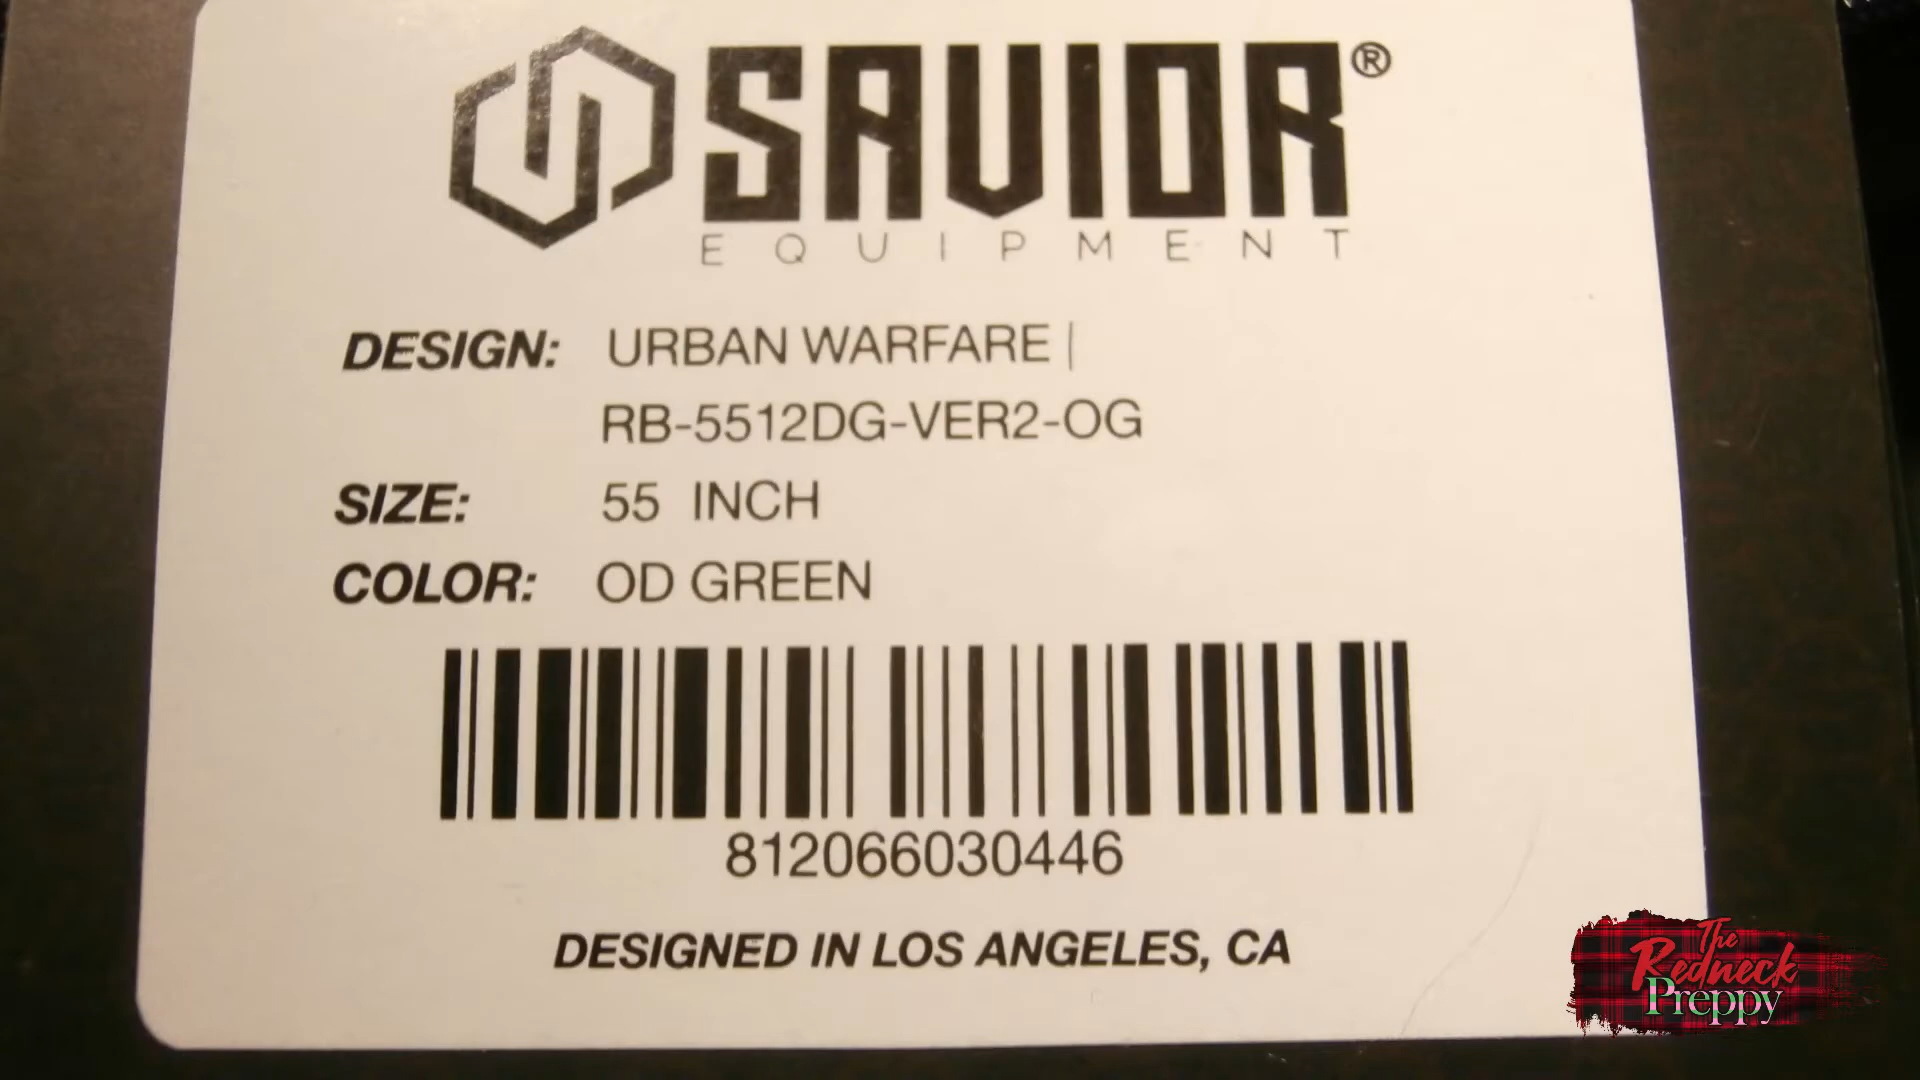 SAVIOR®
EQUIPMENT
DESIGN: URBAN WARFARE |
RB-5512DG-VER2-OG
SIZE: 55 INCH
COLOR: OD GREEN
812066030446
DESIGNED IN LOS ANGELES, CA
The
Redneck
Preppy